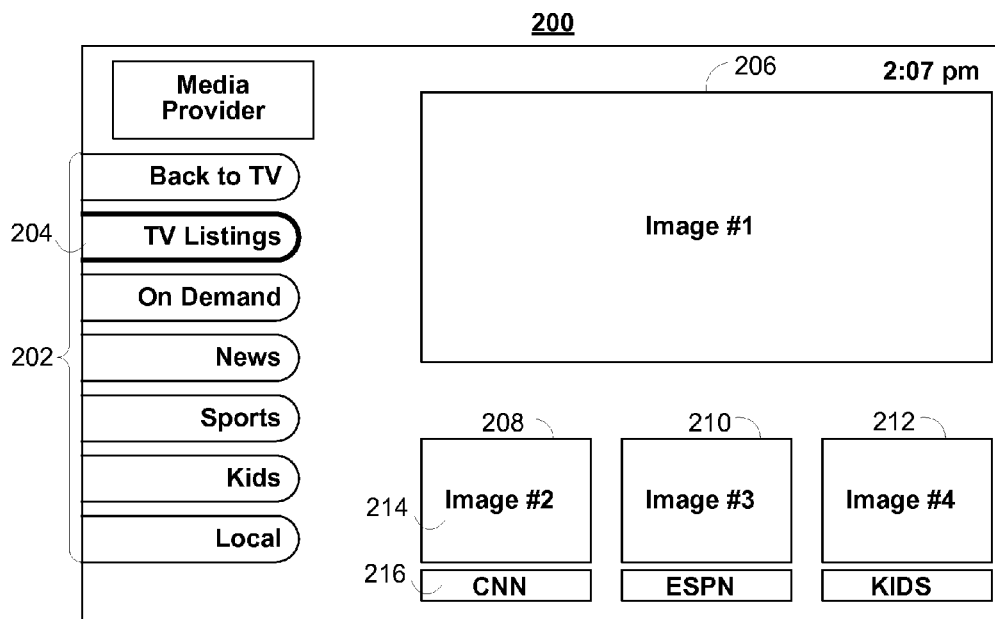 200
206
2:07 pm
Media
Provider
Image #1
Back to TV
204
TV Listings
On Demand
202
News
Sports
Kids
Local
208
210
212
Image #2
Image #3
Image #4
214
216
CNN
ESPN
KIDS